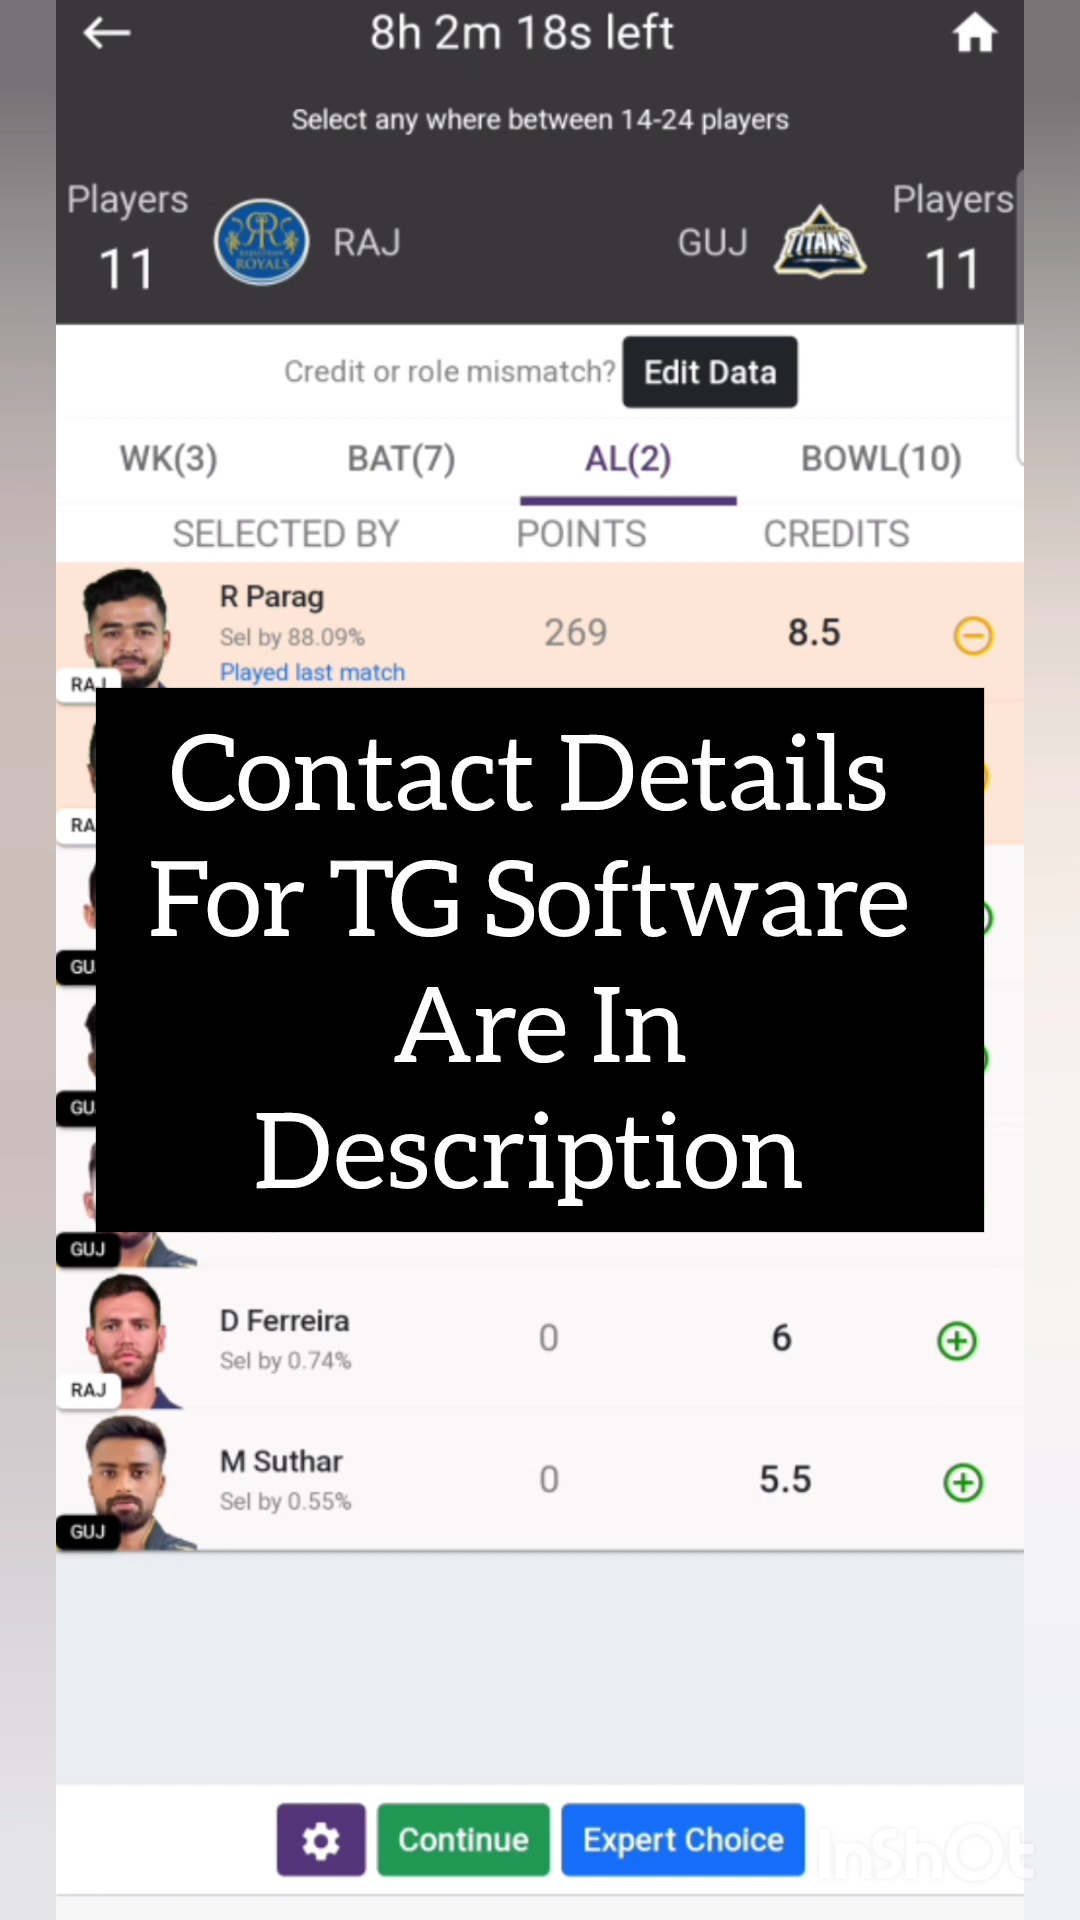 8h 2m 18s left
Select any where between 14-24 players
Players
11
RAJASTHAN
ROYALS
RAJ
GUJ
TITANS
Players
11
Credit or role mismatch? Edit Data
WK(3) BAT(7) AL(2) BOWL(10)
SELECTED BY POINTS CREDITS
R Parag
Sel by 88.09%
Played last match
269 8.5
RAJ
Contact Details
For TG Software
Are In
Description
GUJ
D Ferreira
Sel by 0.74%
0 6
RAJ
M Suthar
Sel by 0.55%
0 5.5
GUJ
Continue
Expert Choice
InShOt